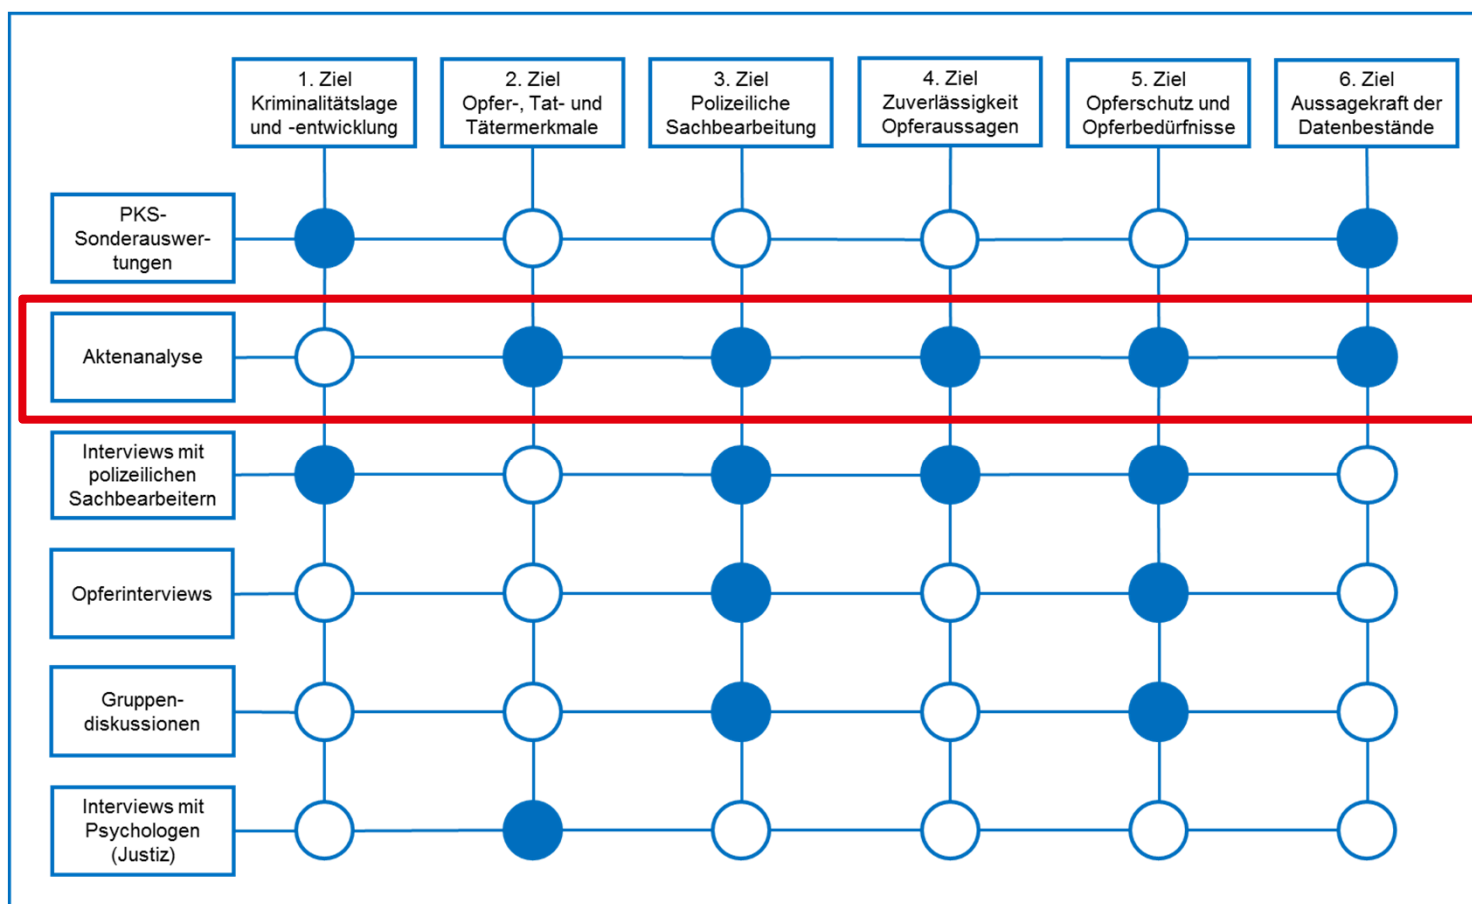 1. Ziel
Kriminalitätslage
und -entwicklung
2. Ziel
Opfer-, Tat- und
Tätermerkmale
3. Ziel
Polizeiliche
Sachbearbeitung
4. Ziel
Zuverlässigkeit
Opferaussagen
5. Ziel
Opferschutz und
Opferbedürfnisse
6. Ziel
Aussagekraft der
Datenbestände
PKS-
Sonderauswer-
tungen
Aktenanalyse
Interviews mit
polizeilichen
Sachbearbeitern
Opferinterviews
Gruppen-
diskussionen
Interviews mit
Psychologen
(Justiz)